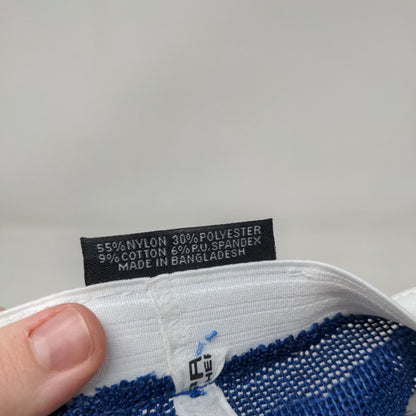 55% NYLON 30% POLYESTER
9% COTTON 6% P.U. SPANDEX
MADE IN BANGLADESH